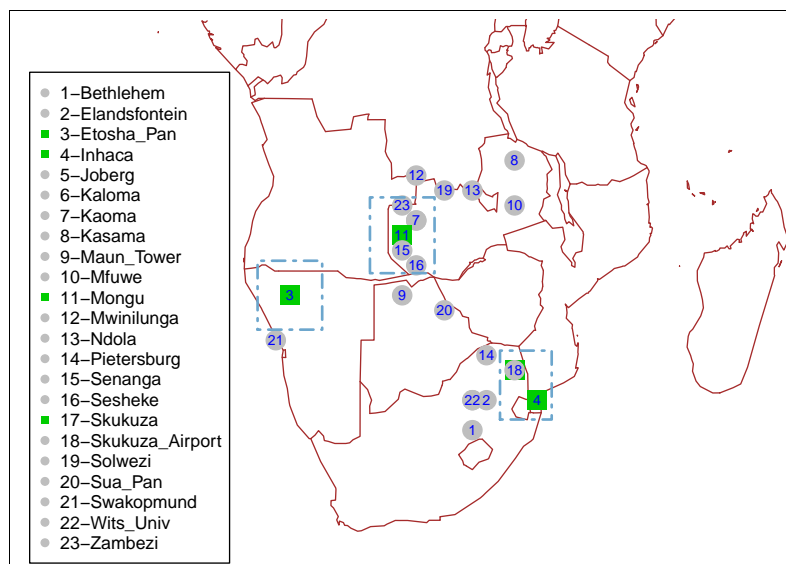 1–Bethlehem
2–Elandsfontein
3–Etosha_Pan
4–Inhaca
5–Joberg
6–Kaloma
7–Kaoma
8–Kasama
9–Maun_Tower
10–Mfuwe
11–Mongu
12–Mwinilunga
13–Ndola
14–Pietersburg
15–Senanga
16–Sesheke
17–Skukuza
18–Skukuza_Airport
19–Solwezi
20–Sua_Pan
21–Swakopmund
22–Wits_Univ
23–Zambezi
8
12
19
13
23
10
7
11
15
16
3
9
20
21
14
18
22
2
4
1